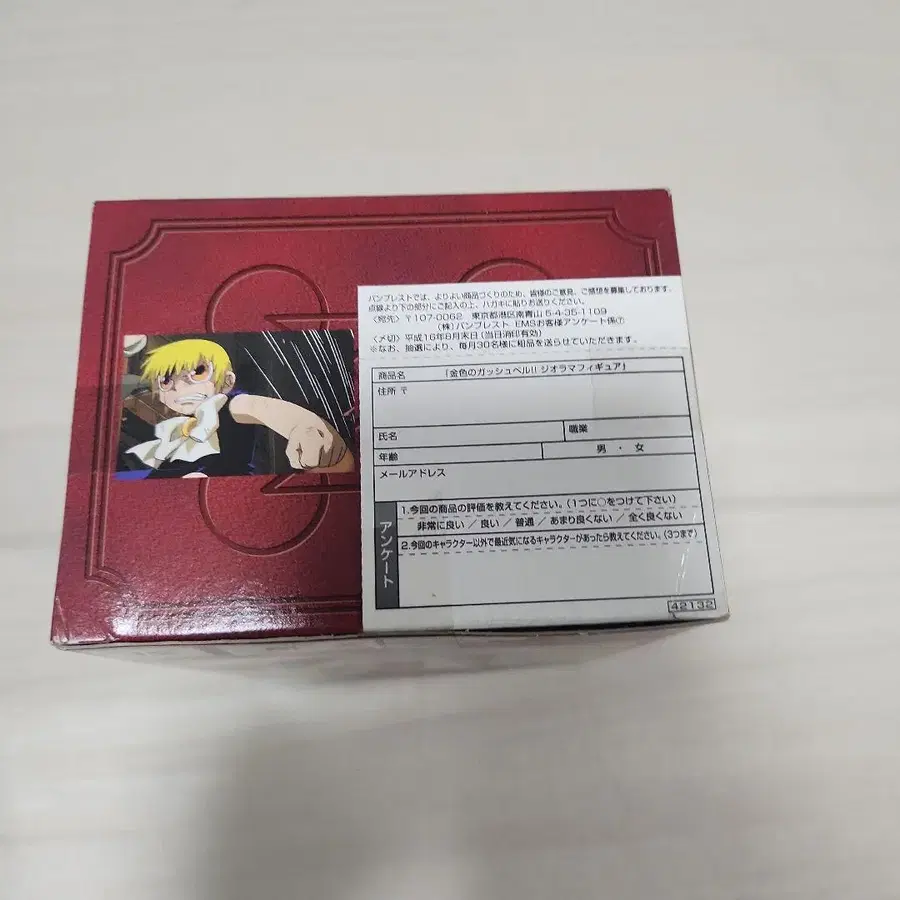 バンプレストでは、よりよい商品づくりのため、皆様のご意見、ご感想を募集しております。
点線より下の部分にご記入の上、ハガキに貼りお送りください。
〈宛先〉〒107-0062 東京都港区南青山5-4-35-1109
(株)バンプレスト EMSお客様アンケート係⑦
〈〆切〉平成16年8月末日(当日消印有効)
※なお、抽選により、毎月30名様に粗品を送らせていただきます。
商品名 「金色のガッシュベル!! ジオラマフィギュア」
住所 〒
氏名 職業
年齢 男 ・ 女
メールアドレス
アンケート
1.今回の商品の評価を教えてください。(1つに○をつけて下さい)
非常に良い / 良い / 普通 / あまり良くない / 全く良くない
2.今回のキャラクター以外で最近気になるキャラクターがあったら教えてください。(3つまで)
42132